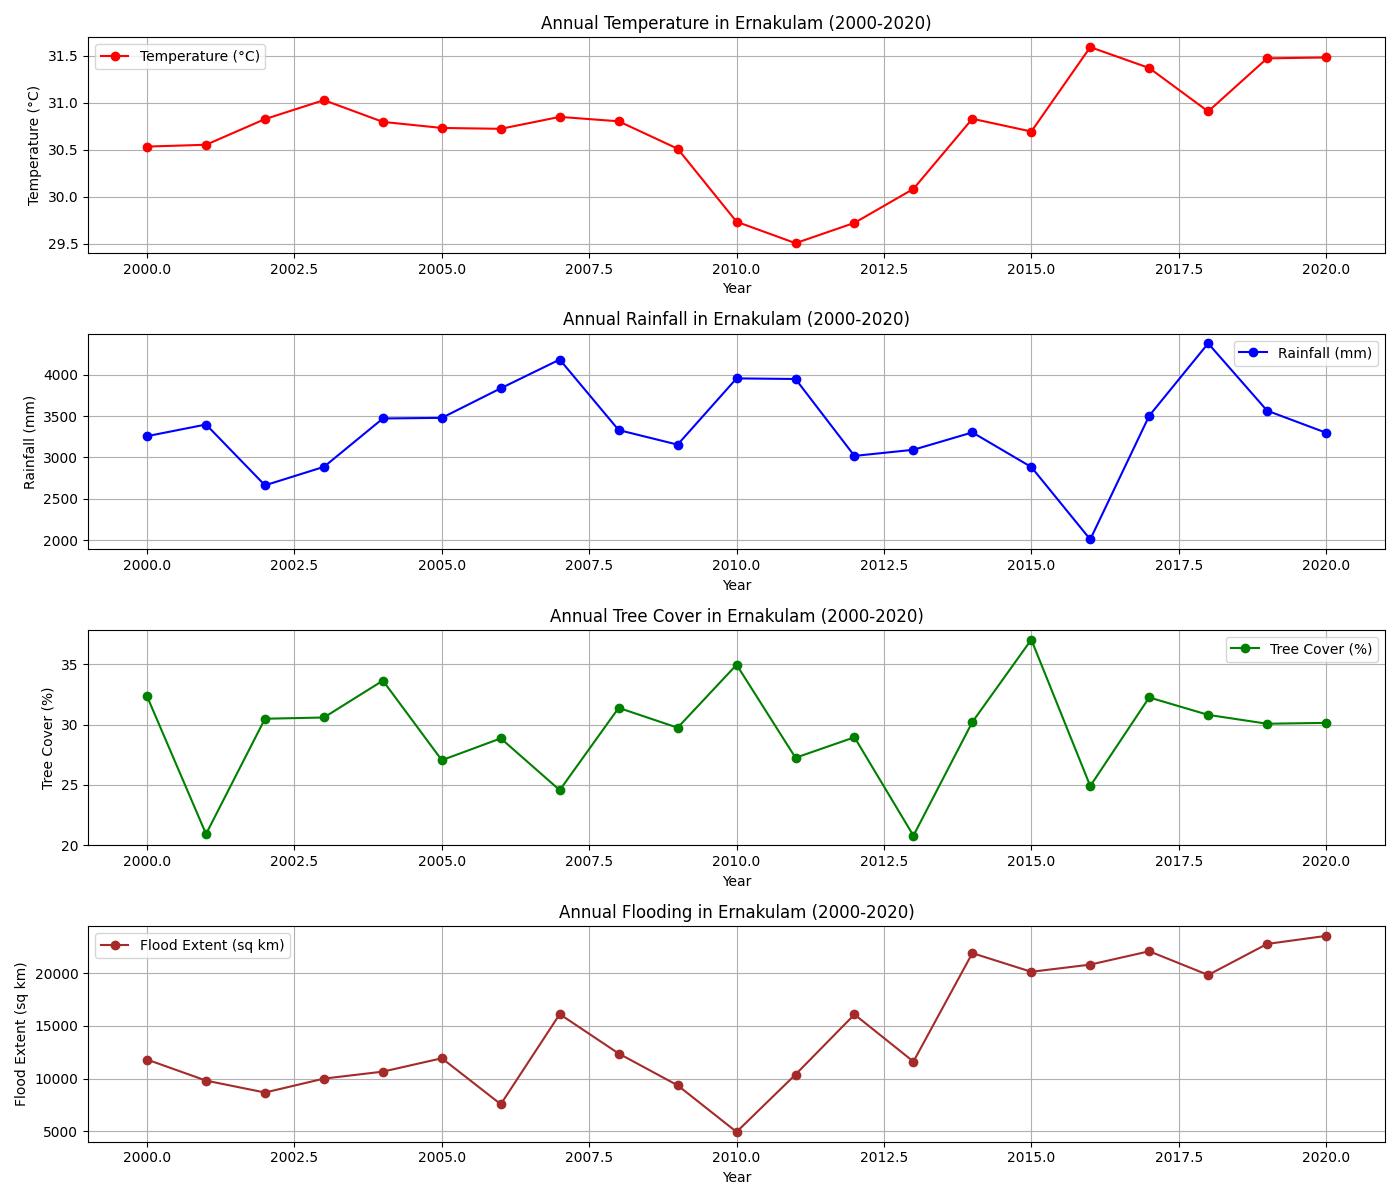 Annual Temperature in Ernakulam (2000-2020)
Temperature (°C)
Temperature (°C)
31.5
31.0
30.5
30.0
29.5
2000.0 2002.5 2005.0 2007.5 2010.0 2012.5 2015.0 2017.5 2020.0
Year
Annual Rainfall in Ernakulam (2000-2020)
Rainfall (mm)
Rainfall (mm)
4000
3500
3000
2500
2000
2000.0 2002.5 2005.0 2007.5 2010.0 2012.5 2015.0 2017.5 2020.0
Year
Annual Tree Cover in Ernakulam (2000-2020)
Tree Cover (%)
Tree Cover (%)
35
30
25
20
2000.0 2002.5 2005.0 2007.5 2010.0 2012.5 2015.0 2017.5 2020.0
Year
Annual Flooding in Ernakulam (2000-2020)
Flood Extent (sq km)
Flood Extent (sq km)
20000
15000
10000
5000
2000.0 2002.5 2005.0 2007.5 2010.0 2012.5 2015.0 2017.5 2020.0
Year